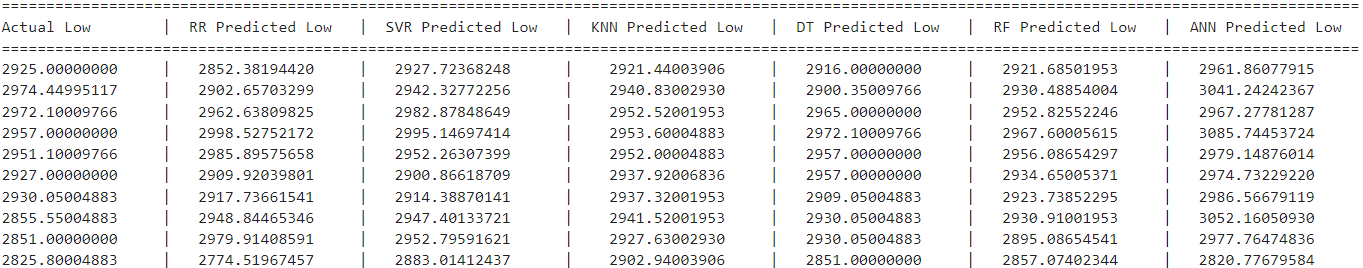 Actual Low | RR Predicted Low | SVR Predicted Low | KNN Predicted Low | DT Predicted Low | RF Predicted Low | ANN Predicted Low
2925.00000000 | 2852.38194420 | 2927.72368248 | 2921.44003906 | 2916.00000000 | 2921.68501953 | 2961.86077915
2974.44995117 | 2902.65703299 | 2942.32772256 | 2940.83002930 | 2900.35009766 | 2930.48854004 | 3041.24242367
2972.10009766 | 2962.63809825 | 2982.87848649 | 2952.52001953 | 2965.00000000 | 2952.82552246 | 2967.27781287
2957.00000000 | 2998.52752172 | 2995.14697414 | 2953.60004883 | 2972.10009766 | 2967.60005615 | 3085.74453724
2951.10009766 | 2985.89575658 | 2952.26307399 | 2952.00004883 | 2957.00000000 | 2956.08654297 | 2979.14876014
2927.00000000 | 2909.92039801 | 2900.86618709 | 2937.92006836 | 2957.00000000 | 2934.65005371 | 2974.73229220
2930.05004883 | 2917.73661541 | 2914.38870141 | 2937.32001953 | 2909.05004883 | 2923.73852295 | 2986.56679119
2855.55004883 | 2948.84465346 | 2947.40133721 | 2941.52001953 | 2930.05004883 | 2930.91001953 | 3052.16050930
2851.00000000 | 2979.91408591 | 2952.79591621 | 2927.63002930 | 2930.05004883 | 2895.08654541 | 2977.76474836
2825.80004883 | 2774.51967457 | 2883.01412437 | 2902.94003906 | 2851.00000000 | 2857.07402344 | 2820.77679584